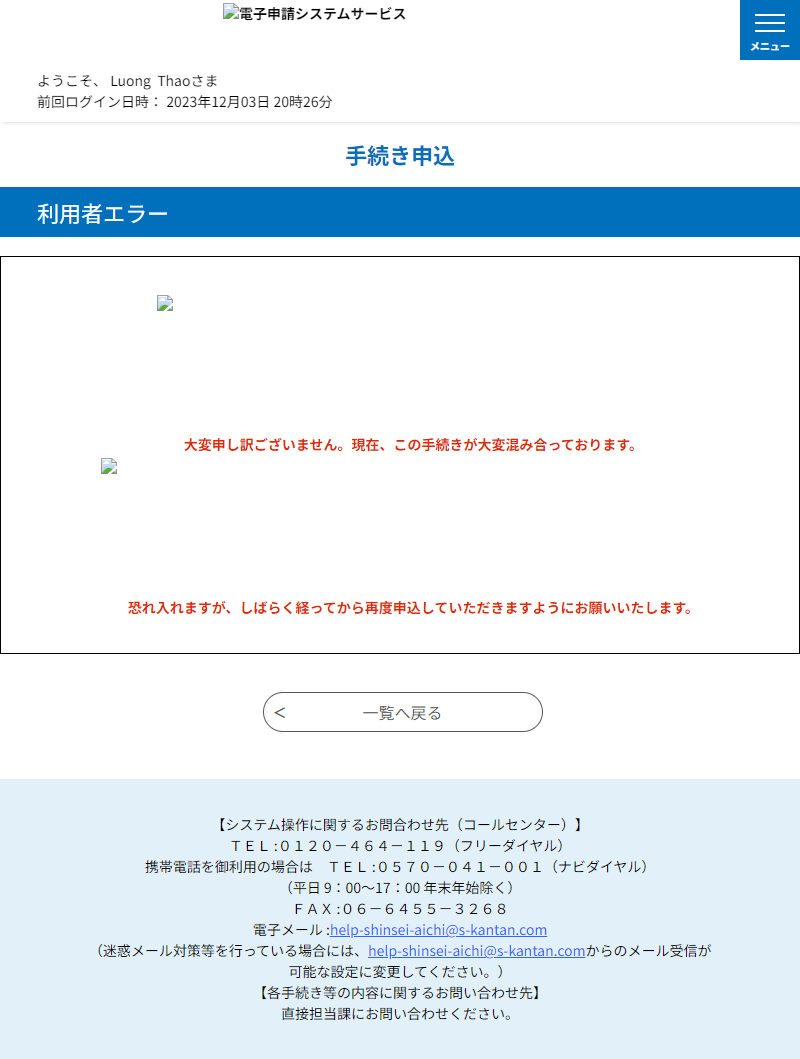 電子申請システムサービス
メニュー
ようこそ、 Luong Thaoさま
前回ログイン日時： 2023年12月03日 20時26分
手続き申込
利用者エラー
大変申し訳ございません。現在、この手続きが大変混み合っております。
恐れ入れますが、しばらく経ってから再度申込していただきますようにお願いいたします。
＜ 一覧へ戻る
【システム操作に関するお問合わせ先（コールセンター）】
ＴＥＬ:０１２０－４６４－１１９（フリーダイヤル）
携帯電話を御利用の場合は　ＴＥＬ:０５７０－０４１－００１（ナビダイヤル）
（平日 9：00～17：00 年末年始除く）
ＦＡＸ:０６－６４５５－３２６８
電子メール :help-shinsei-aichi@s-kantan.com
（迷惑メール対策等を行っている場合には、help-shinsei-aichi@s-kantan.comからのメール受信が
可能な設定に変更してください。）
【各手続き等の内容に関するお問い合わせ先】
直接担当課にお問い合わせください。